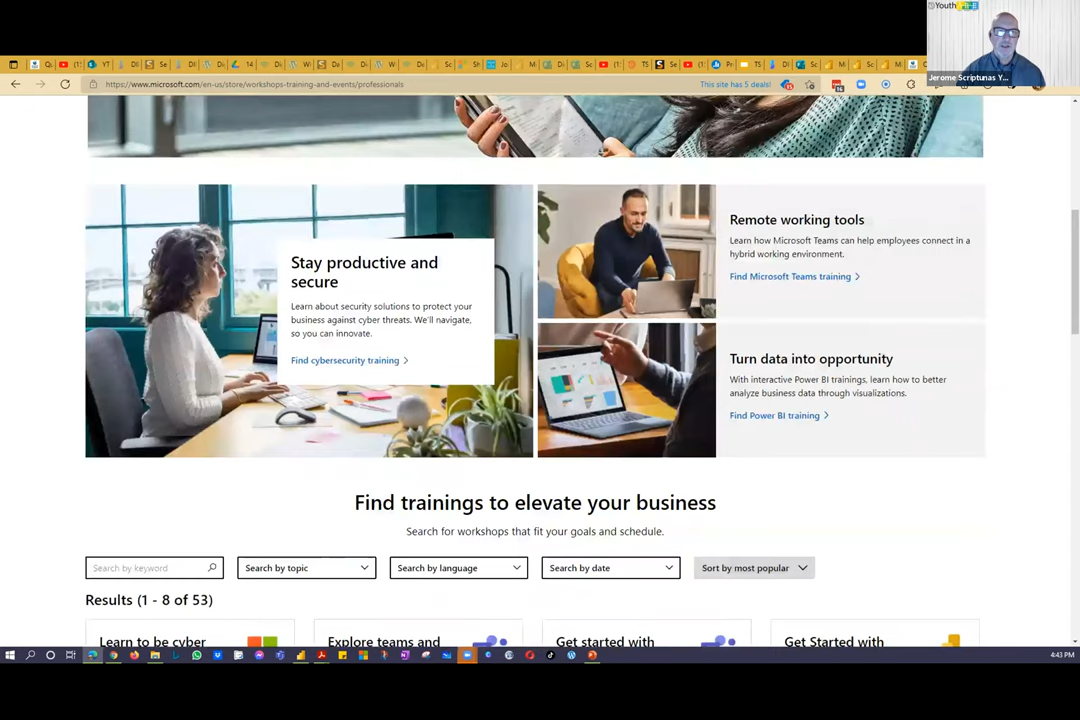 Youth
Jerome Scriptunas Y...
https://www.microsoft.com/en-us/store/workshops-training-and-events/professionals
This site has 5 deals!
Stay productive and
secure
Learn about security solutions to protect your
business against cyber threats. We'll navigate,
so you can innovate.
Find cybersecurity training >
Remote working tools
Learn how Microsoft Teams can help employees connect in a
hybrid working environment.
Find Microsoft Teams training >
Turn data into opportunity
With interactive Power BI trainings, learn how to better
analyze business data through visualizations.
Find Power BI training >
Find trainings to elevate your business
Search for workshops that fit your goals and schedule.
Search by keyword
Search by topic
Search by language
Search by date
Sort by most popular
Results (1 - 8 of 53)
Learn to be cyber
Explore teams and
Get started with
Get Started with
4:43 PM